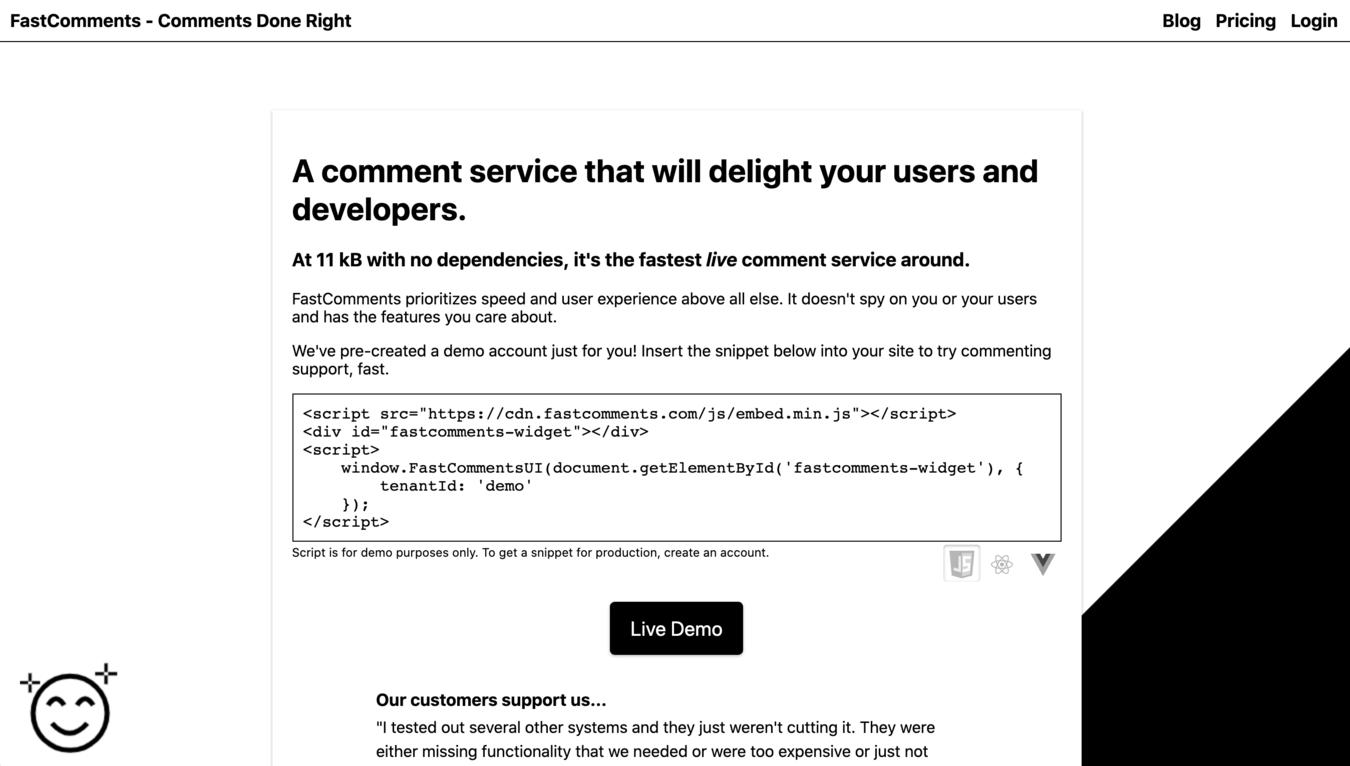 FastComments - Comments Done Right
Blog Pricing Login
A comment service that will delight your users and
developers.
At 11 kB with no dependencies, it's the fastest live comment service around.
FastComments prioritizes speed and user experience above all else. It doesn't spy on you or your users
and has the features you care about.
We've pre-created a demo account just for you! Insert the snippet below into your site to try commenting
support, fast.
<script src="https://cdn.fastcomments.com/js/embed.min.js"></script>
<div id="fastcomments-widget"></div>
<script>
    window.FastCommentsUI(document.getElementById('fastcomments-widget'), {
        tenantId: 'demo'
    });
</script>
Script is for demo purposes only. To get a snippet for production, create an account.
JS
Live Demo
Our customers support us...
"I tested out several other systems and they just weren't cutting it. They were
either missing functionality that we needed or were too expensive or just not